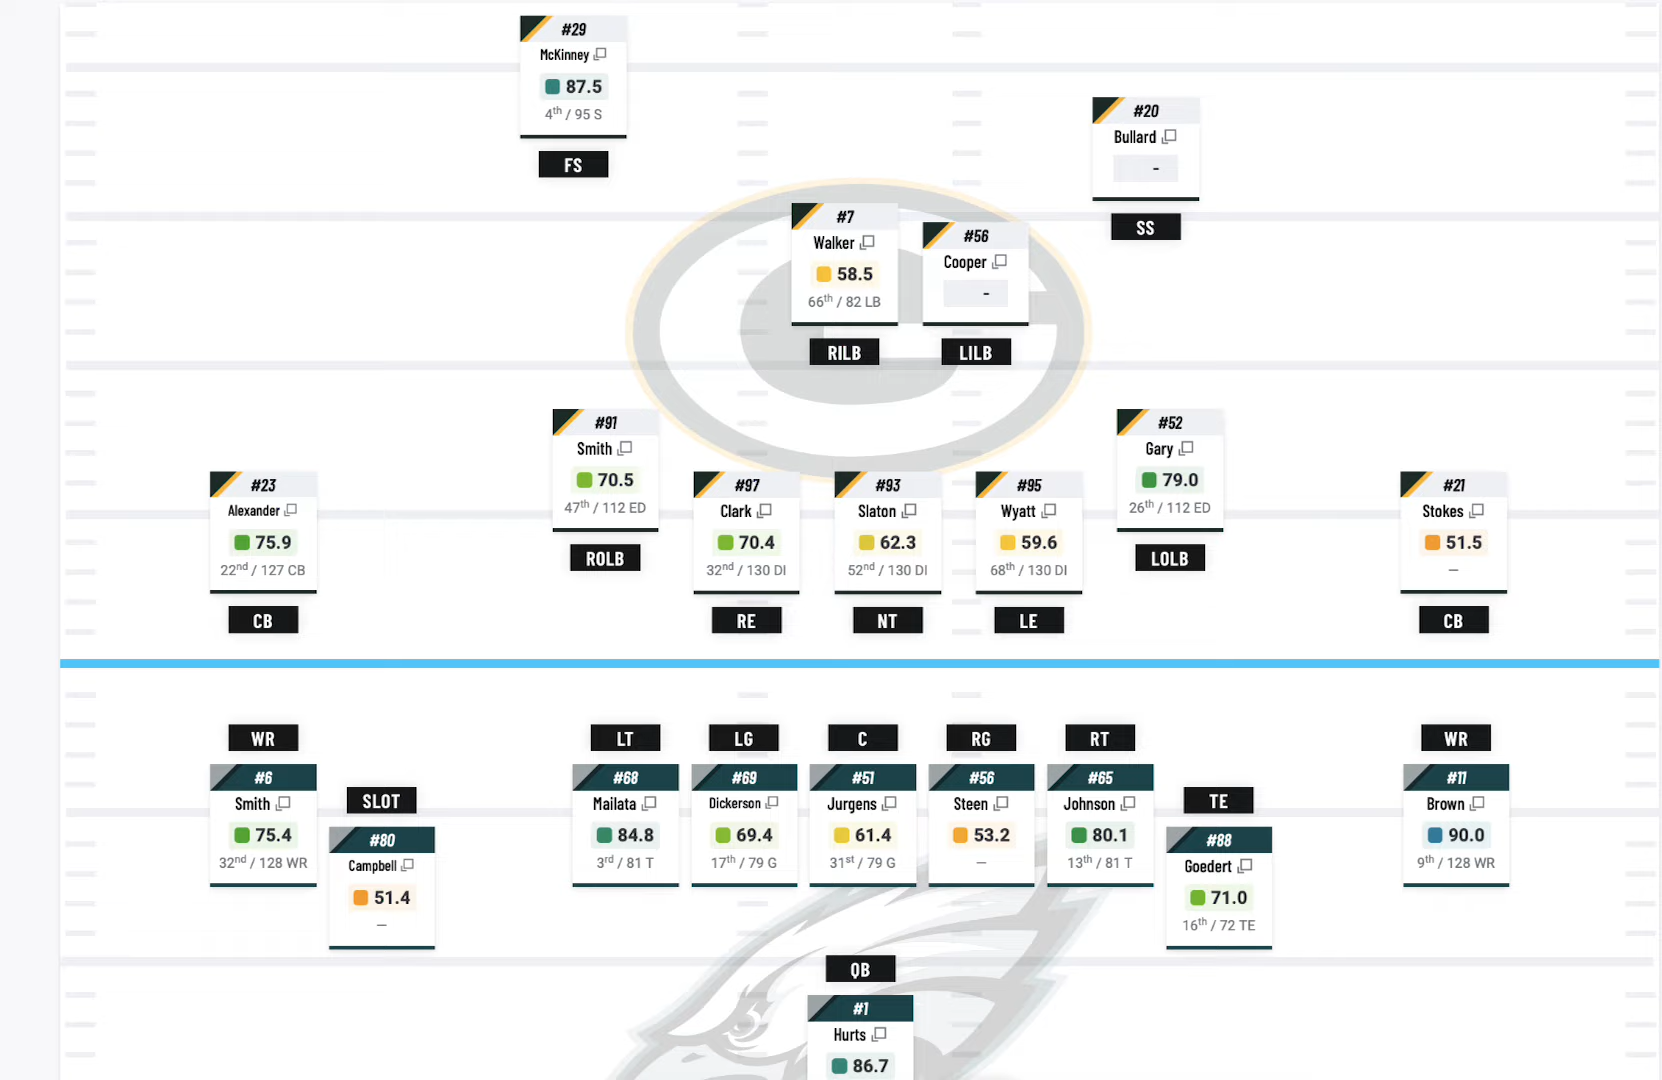 #29
McKinney
87.5
4th / 95 S
FS
#20
Bullard
-
SS
#7
Walker
58.5
66th / 82 LB
RILB
#56
Cooper
-
LILB
#91
Smith
70.5
47th / 112 ED
ROLB
#52
Gary
79.0
26th / 112 ED
LOLB
#23
Alexander
75.9
22nd / 127 CB
CB
#97
Clark
70.4
32nd / 130 DI
RE
#93
Slaton
62.3
52nd / 130 DI
NT
#95
Wyatt
59.6
68th / 130 DI
LE
#21
Stokes
51.5
–
CB
WR
#6
Smith
75.4
32nd / 128 WR
SLOT
#80
Campbell
51.4
–
LT
#68
Mailata
84.8
3rd / 81 T
LG
#69
Dickerson
69.4
17th / 79 G
C
#51
Jurgens
61.4
31st / 79 G
RG
#56
Steen
53.2
–
RT
#65
Johnson
80.1
13th / 81 T
TE
#88
Goedert
71.0
16th / 72 TE
WR
#11
Brown
90.0
9th / 128 WR
QB
#1
Hurts
86.7